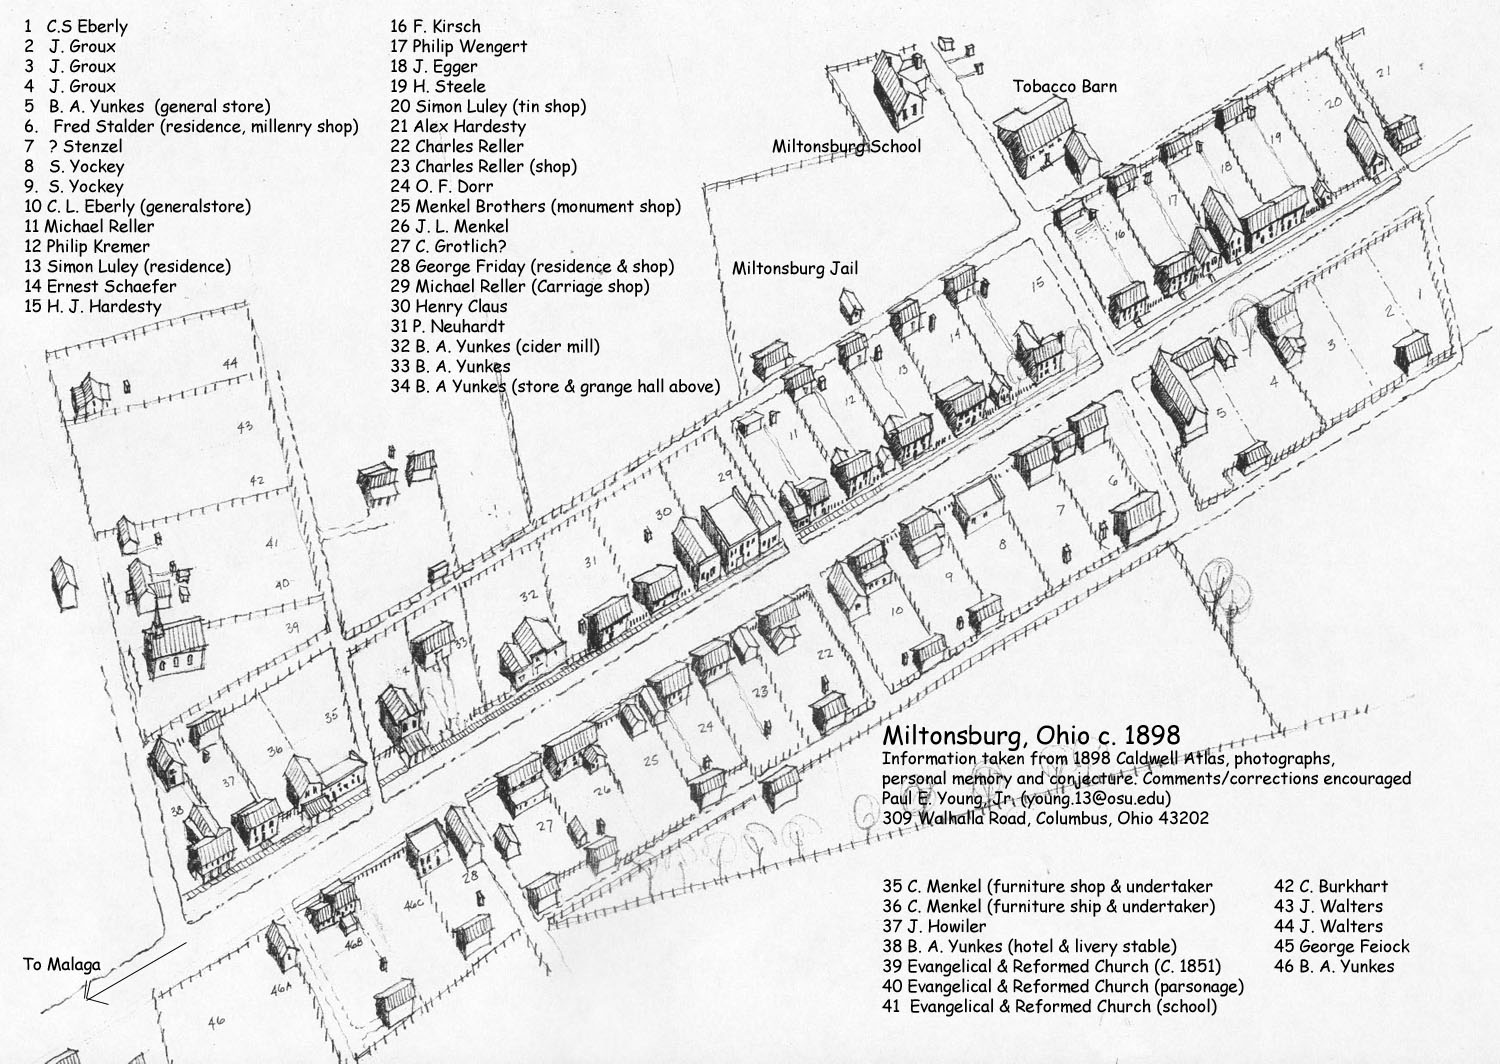 1 C.S Eberly
2 J. Groux
3 J. Groux
4 J. Groux
5 B. A. Yunkes (general store)
6. Fred Stalder (residence, millenry shop)
7 ? Stenzel
8 S. Yockey
9. S. Yockey
10 C. L. Eberly (generalstore)
11 Michael Reller
12 Philip Kremer
13 Simon Luley (residence)
14 Ernest Schaefer
15 H. J. Hardesty
16 F. Kirsch
17 Philip Wengert
18 J. Egger
19 H. Steele
20 Simon Luley (tin shop)
21 Alex Hardesty
22 Charles Reller
23 Charles Reller (shop)
24 O. F. Dorr
25 Menkel Brothers (monument shop)
26 J. L. Menkel
27 C. Grotlich?
28 George Friday (residence & shop)
29 Michael Reller (Carriage shop)
30 Henry Claus
31 P. Neuhardt
32 B. A. Yunkes (cider mill)
33 B. A. Yunkes
34 B. A Yunkes (store & grange hall above)
Tobacco Barn
Miltonsburg School
Miltonsburg Jail
21
20
19
18
17
16
15
14
13
12
11
1
2
3
4
5
6
7
8
9
10
29
30
31
32
33
44
43
42
41
40
39
35
36
37
38
22
23
24
25
26
27
28
46C
46B
46A
46
To Malaga
Miltonsburg, Ohio c. 1898
Information taken from 1898 Caldwell Atlas, photographs,
personal memory and conjecture. Comments/corrections encouraged
Paul E. Young, Jr. (young.13@osu.edu)
309 Walhalla Road, Columbus, Ohio 43202
35 C. Menkel (furniture shop & undertaker
36 C. Menkel (furniture ship & undertaker)
37 J. Howiler
38 B. A. Yunkes (hotel & livery stable)
39 Evangelical & Reformed Church (C. 1851)
40 Evangelical & Reformed Church (parsonage)
41 Evangelical & Reformed Church (school)
42 C. Burkhart
43 J. Walters
44 J. Walters
45 George Feiock
46 B. A. Yunkes